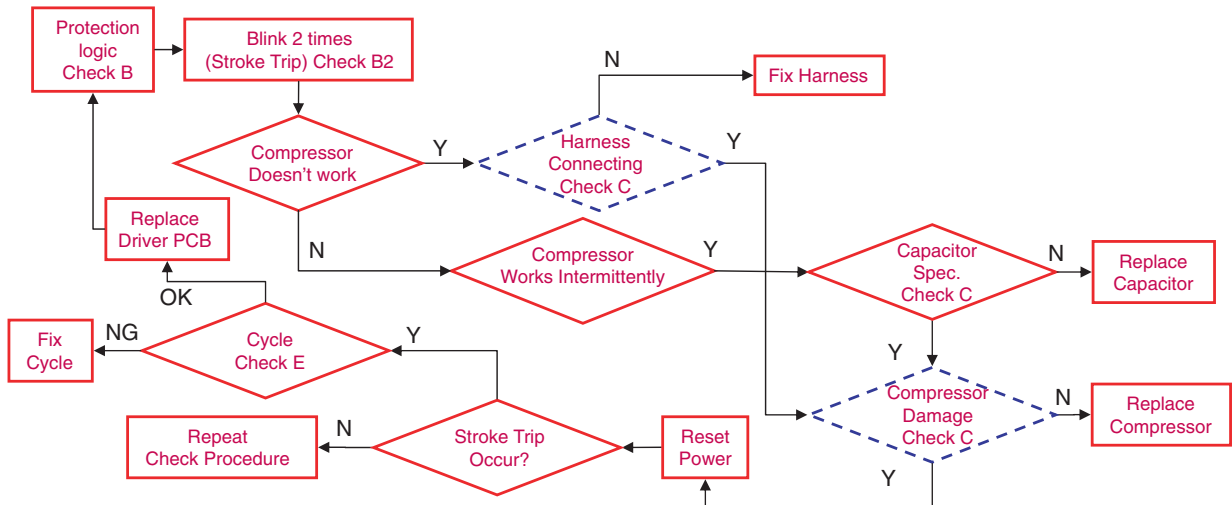 Protection
logic
Check B
Blink 2 times
(Stroke Trip) Check B2
N
Fix Harness
Compressor
Doesn't work
Y
Harness
Connecting
Check C
Y
Replace
Driver PCB
N
Compressor
Works Intermittently
Y
Capacitor
Spec.
Check C
N
Replace
Capacitor
OK
Fix
Cycle
NG
Cycle
Check E
Y
Y
Compressor
Damage
Check C
N
Replace
Compressor
Repeat
Check Procedure
N
Stroke Trip
Occur?
Reset
Power
Y